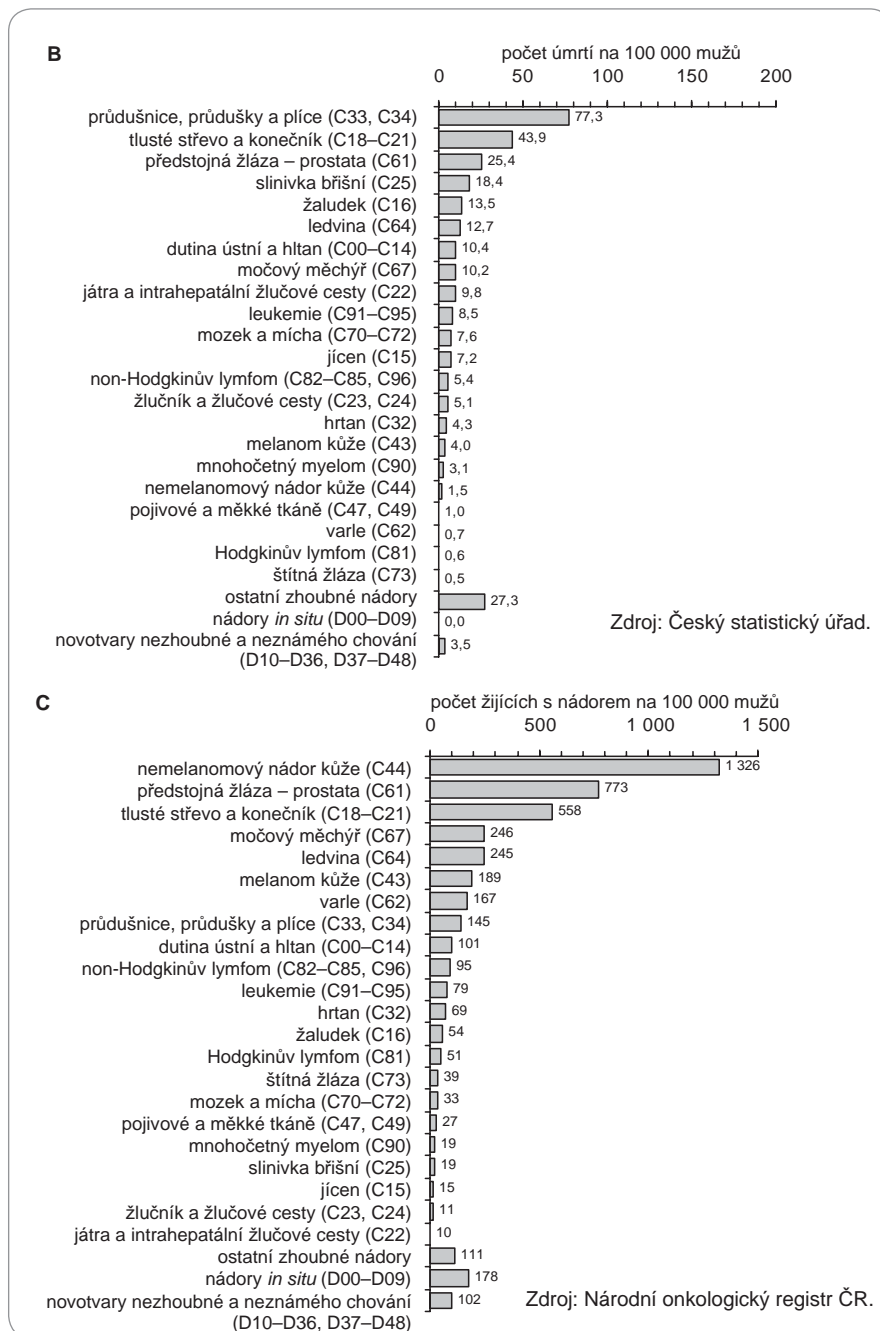 B
počet úmrtí na 100 000 mužů
0 50 100 150 200
průdušnice, průdušky a plíce (C33, C34) 77,3
tlusté střevo a konečník (C18–C21) 43,9
předstojná žláza – prostata (C61) 25,4
slinivka břišní (C25) 18,4
žaludek (C16) 13,5
ledvina (C64) 12,7
dutina ústní a hltan (C00–C14) 10,4
močový měchýř (C67) 10,2
játra a intrahepatální žlučové cesty (C22) 9,8
leukemie (C91–C95) 8,5
mozek a mícha (C70–C72) 7,6
jícen (C15) 7,2
non-Hodgkinův lymfom (C82–C85, C96) 5,4
žlučník a žlučové cesty (C23, C24) 5,1
hrtan (C32) 4,3
melanom kůže (C43) 4,0
mnohočetný myelom (C90) 3,1
nemelanomový nádor kůže (C44) 1,5
pojivové a měkké tkáně (C47, C49) 1,0
varle (C62) 0,7
Hodgkinův lymfom (C81) 0,6
štítná žláza (C73) 0,5
ostatní zhoubné nádory 27,3
nádory in situ (D00–D09) 0,0
novotvary nezhoubné a neznámého chování 3,5
(D10–D36, D37–D48)
Zdroj: Český statistický úřad.
C
počet žijících s nádorem na 100 000 mužů
0 500 1 000 1 500
nemelanomový nádor kůže (C44) 1 326
předstojná žláza – prostata (C61) 773
tlusté střevo a konečník (C18–C21) 558
močový měchýř (C67) 246
ledvina (C64) 245
melanom kůže (C43) 189
varle (C62) 167
průdušnice, průdušky a plíce (C33, C34) 145
dutina ústní a hltan (C00–C14) 101
non-Hodgkinův lymfom (C82–C85, C96) 95
leukemie (C91–C95) 79
hrtan (C32) 69
žaludek (C16) 54
Hodgkinův lymfom (C81) 51
štítná žláza (C73) 39
mozek a mícha (C70–C72) 33
pojivové a měkké tkáně (C47, C49) 27
mnohočetný myelom (C90) 19
slinivka břišní (C25) 19
jícen (C15) 15
žlučník a žlučové cesty (C23, C24) 11
játra a intrahepatální žlučové cesty (C22) 10
ostatní zhoubné nádory 111
nádory in situ (D00–D09) 178
novotvary nezhoubné a neznámého chování 102
(D10–D36, D37–D48)
Zdroj: Národní onkologický registr ČR.